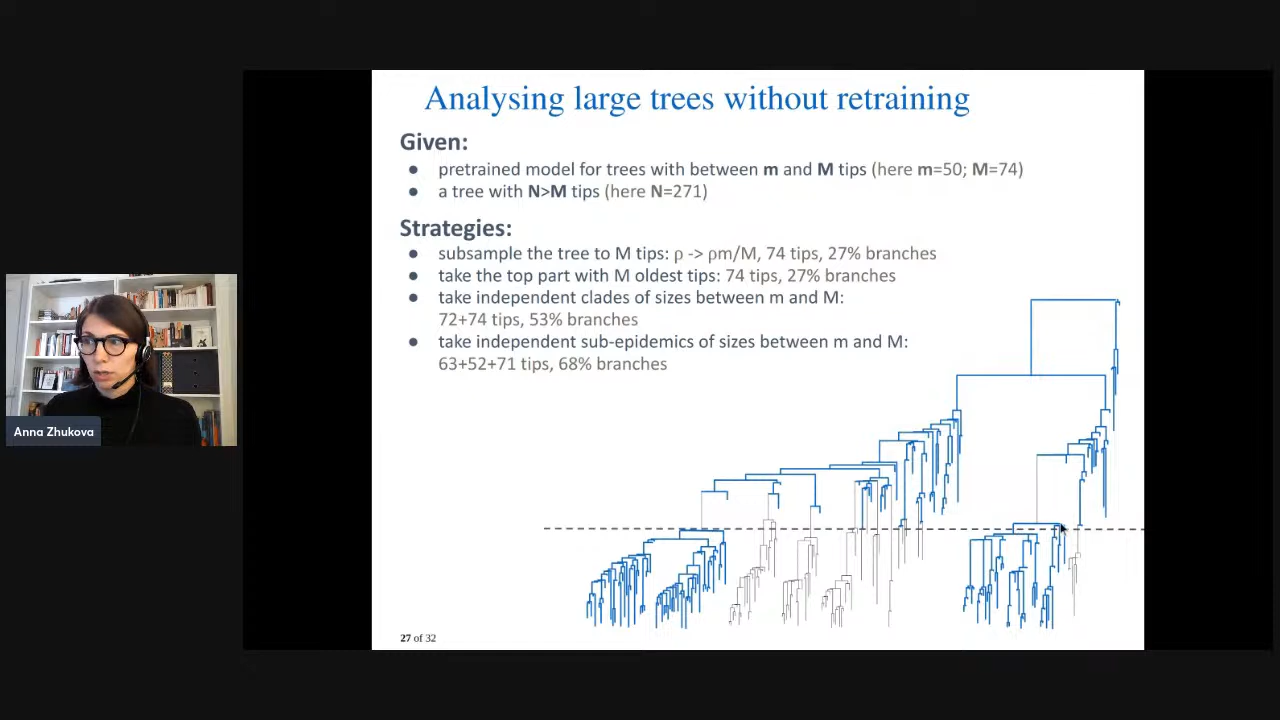 Analysing large trees without retraining
Given:
● pretrained model for trees with between m and M tips (here m=50; M=74)
● a tree with N>M tips (here N=271)
Strategies:
● subsample the tree to M tips: ρ -> ρm/M, 74 tips, 27% branches
● take the top part with M oldest tips: 74 tips, 27% branches
● take independent clades of sizes between m and M:
72+74 tips, 53% branches
● take independent sub-epidemics of sizes between m and M:
63+52+71 tips, 68% branches
Anna Zhukova
27 of 32